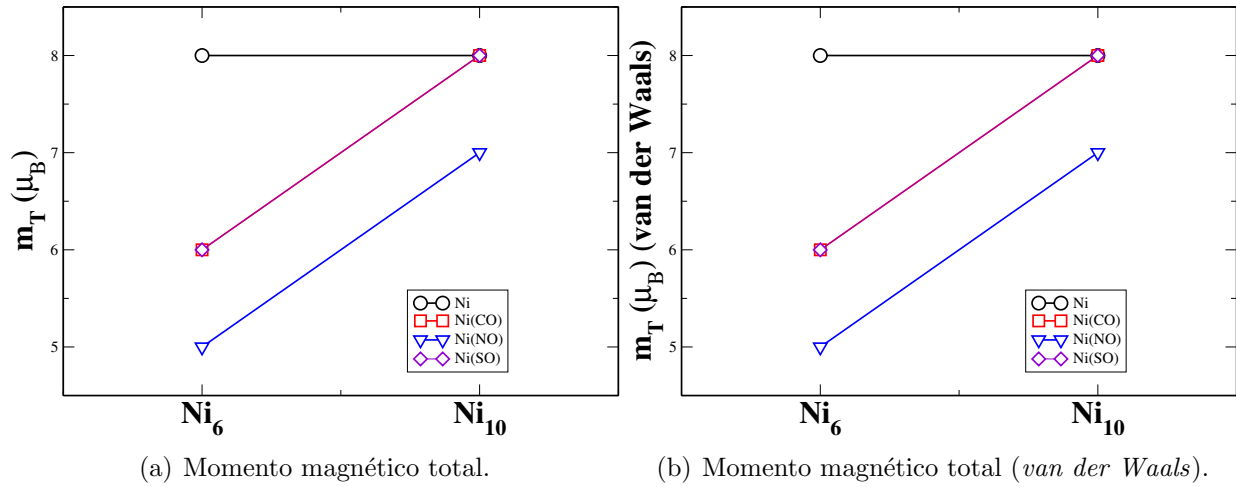 8
7
6
5
m_T (μ_B)
Ni
Ni(CO)
Ni(NO)
Ni(SO)
Ni_6
Ni_10
(a) Momento magnético total.
8
7
6
5
m_T (μ_B) (van der Waals)
Ni
Ni(CO)
Ni(NO)
Ni(SO)
Ni_6
Ni_10
(b) Momento magnético total (van der Waals).